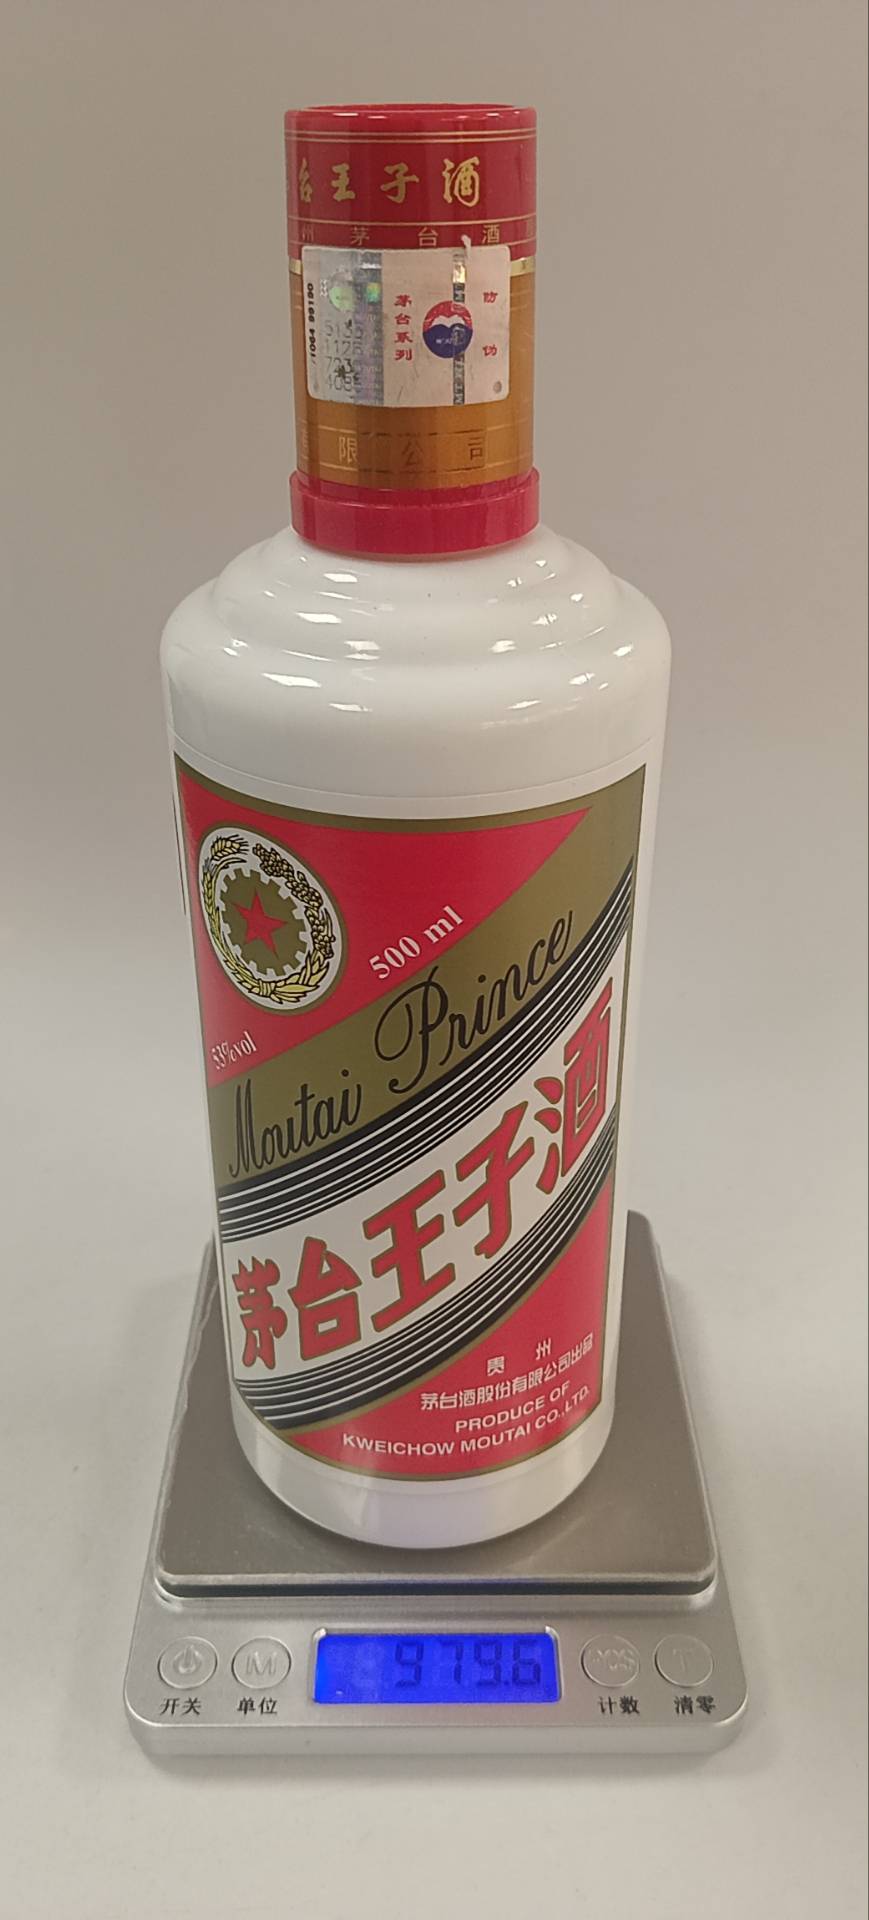 台王子酒
州茅台酒
茅台系列
防伪
限公司
500 ml
53%vol
Moutai Prince
茅台王子酒
贵州
茅台酒股份有限公司出品
PRODUCE OF
KWEICHOW MOUTAI CO.,LTD.
979.6
M
PCS
T
开关
单位
计数
清零